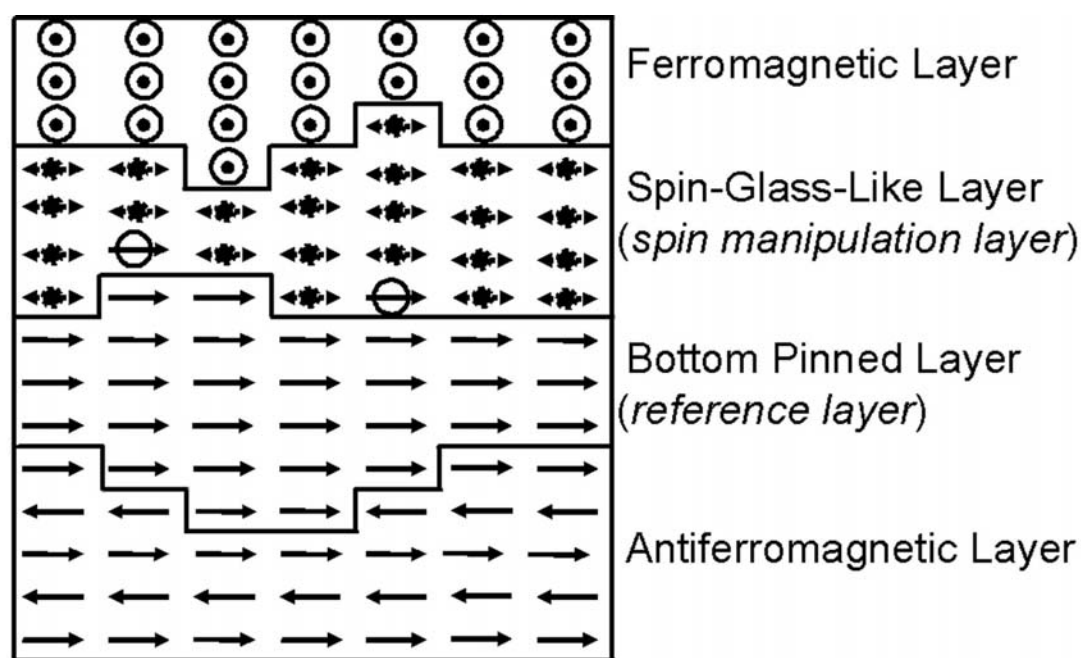 Ferromagnetic Layer
Spin-Glass-Like Layer
(spin manipulation layer)
Bottom Pinned Layer
(reference layer)
Antiferromagnetic Layer